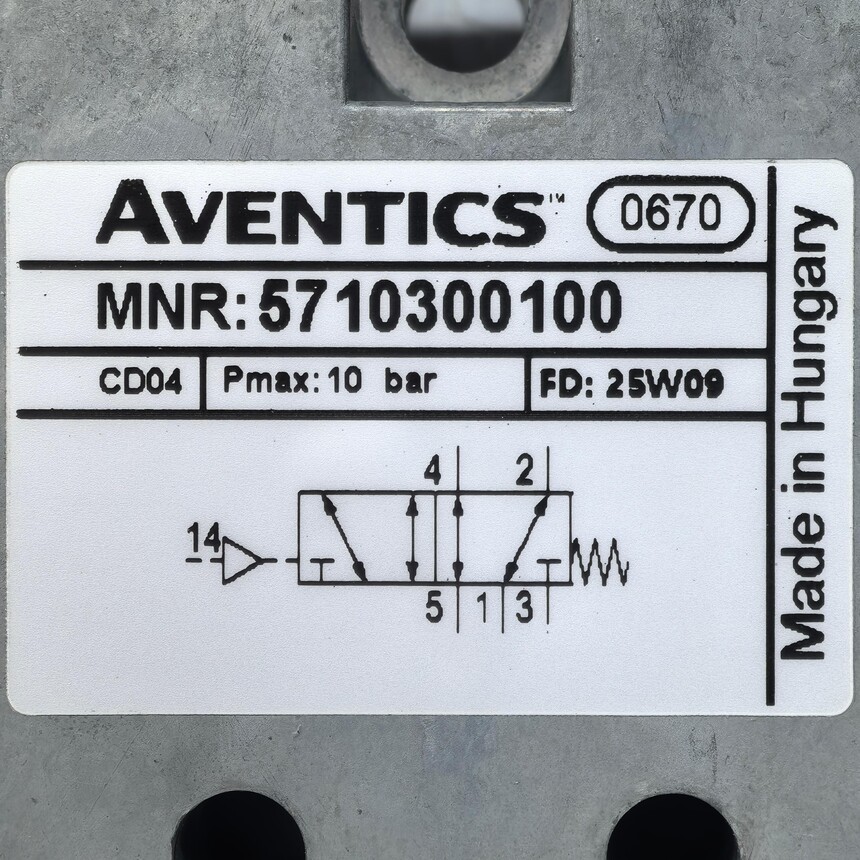 AVENTICS™ 0670
MNR: 5710300100
CD04 Pmax: 10 bar FD: 25W09
4 2
14
5 1 3
Made in Hungary